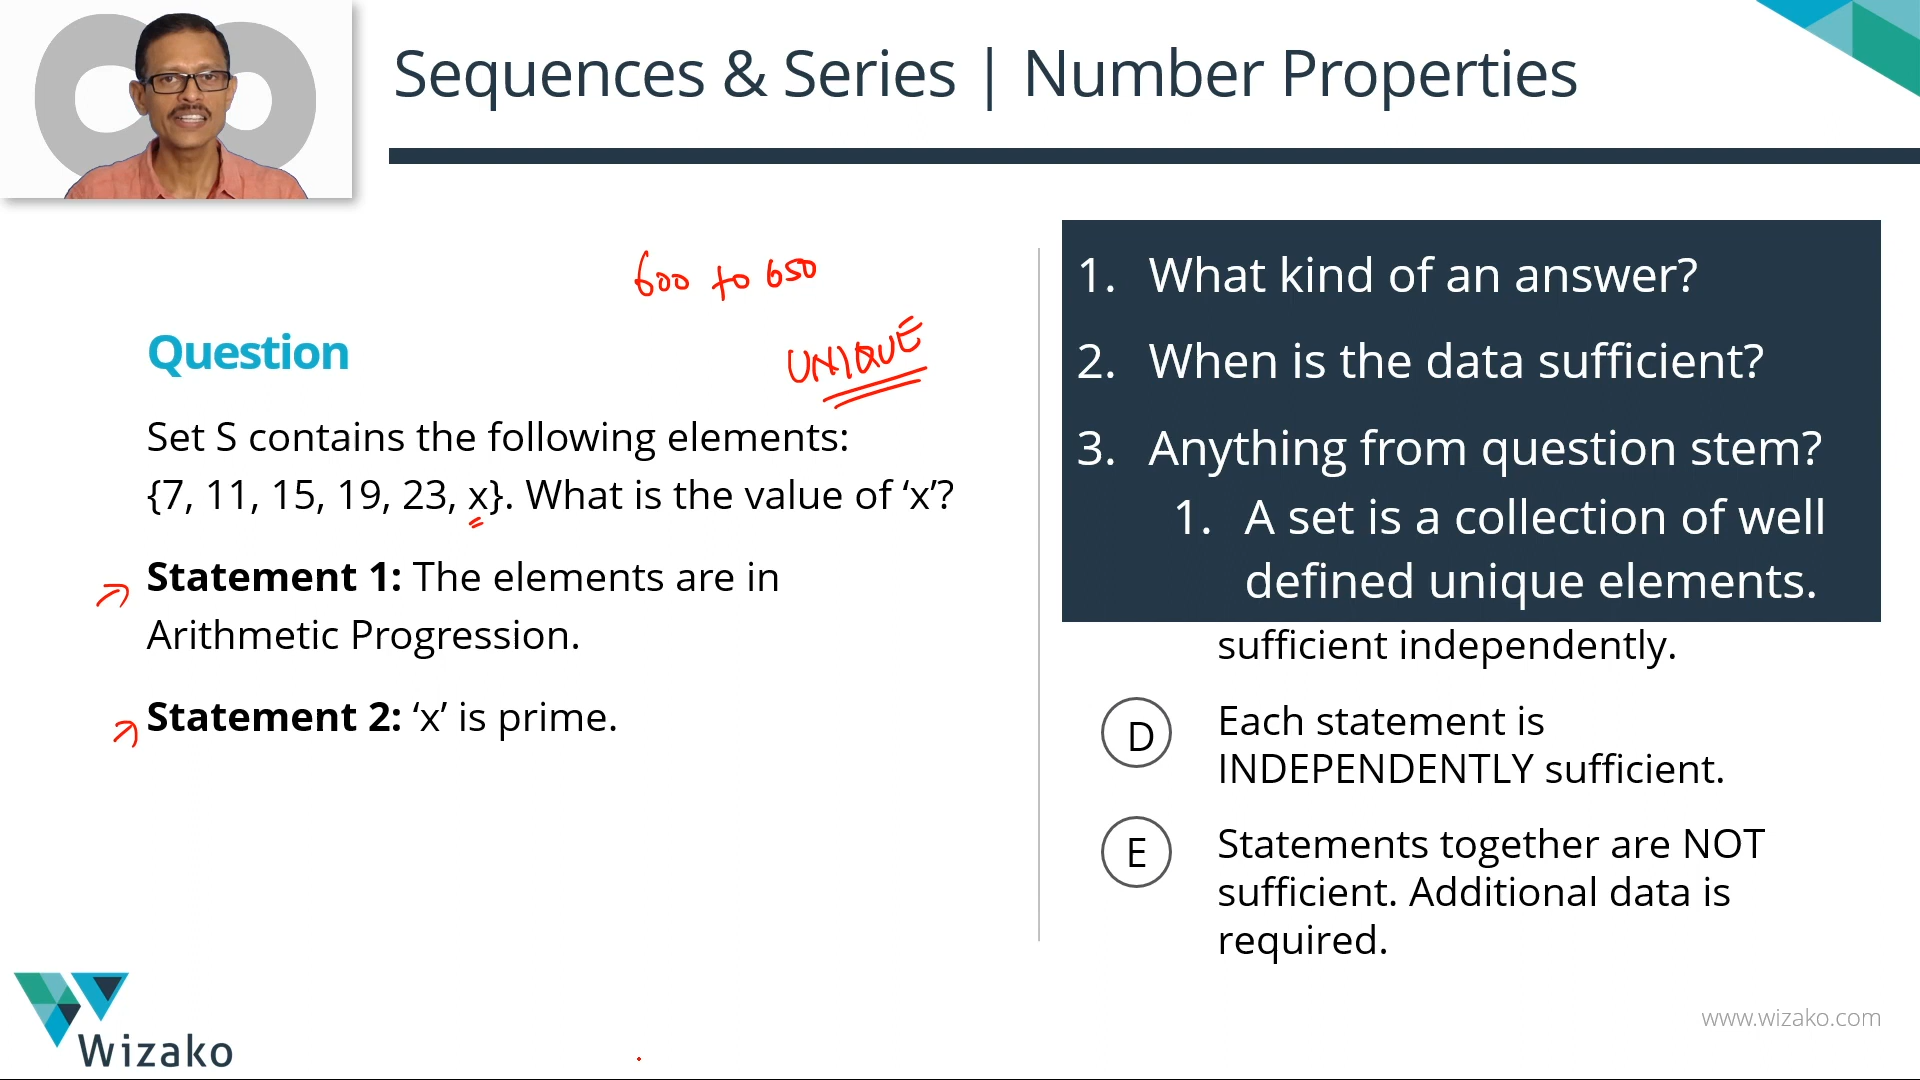 Sequences & Series | Number Properties
600 to 650
UNIQUE
Question
Set S contains the following elements:
{7, 11, 15, 19, 23, x}. What is the value of ‘x’?
Statement 1: The elements are in
Arithmetic Progression.
Statement 2: ‘x’ is prime.
1. What kind of an answer?
2. When is the data sufficient?
3. Anything from question stem?
1. A set is a collection of well
defined unique elements.
sufficient independently.
D Each statement is
INDEPENDENTLY sufficient.
E Statements together are NOT
sufficient. Additional data is
required.
Wizako
www.wizako.com